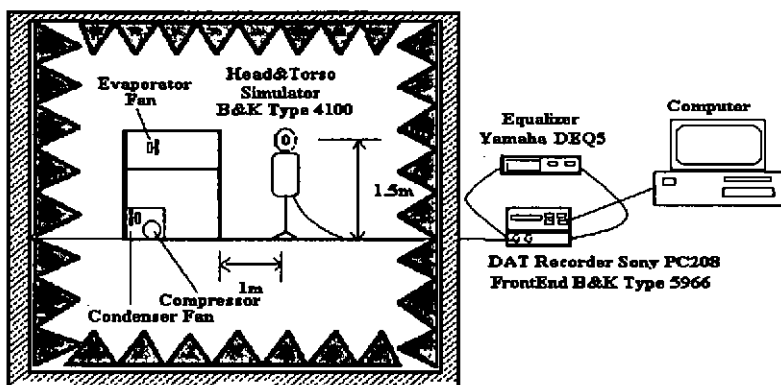 Head&Torso
Simulator
B&K Type 4100
Evaporator
Fan
1.5m
1m
Compressor
Condenser Fan
Equalizer
Yamaha DEQ5
Computer
DAT Recorder Sony PC208
FrontEnd B&K Type 5966